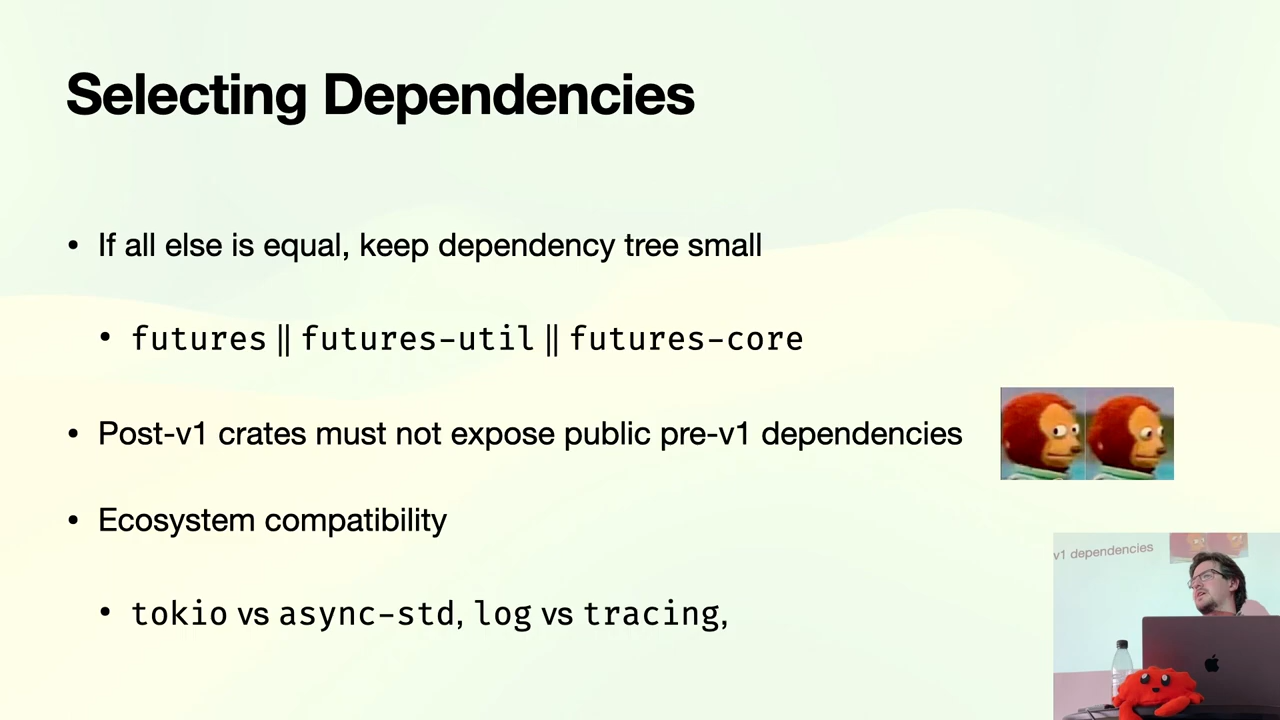 Selecting Dependencies
• If all else is equal, keep dependency tree small
• futures || futures-util || futures-core
• Post-v1 crates must not expose public pre-v1 dependencies
• Ecosystem compatibility
• tokio vs async-std, log vs tracing,
v1 dependencies